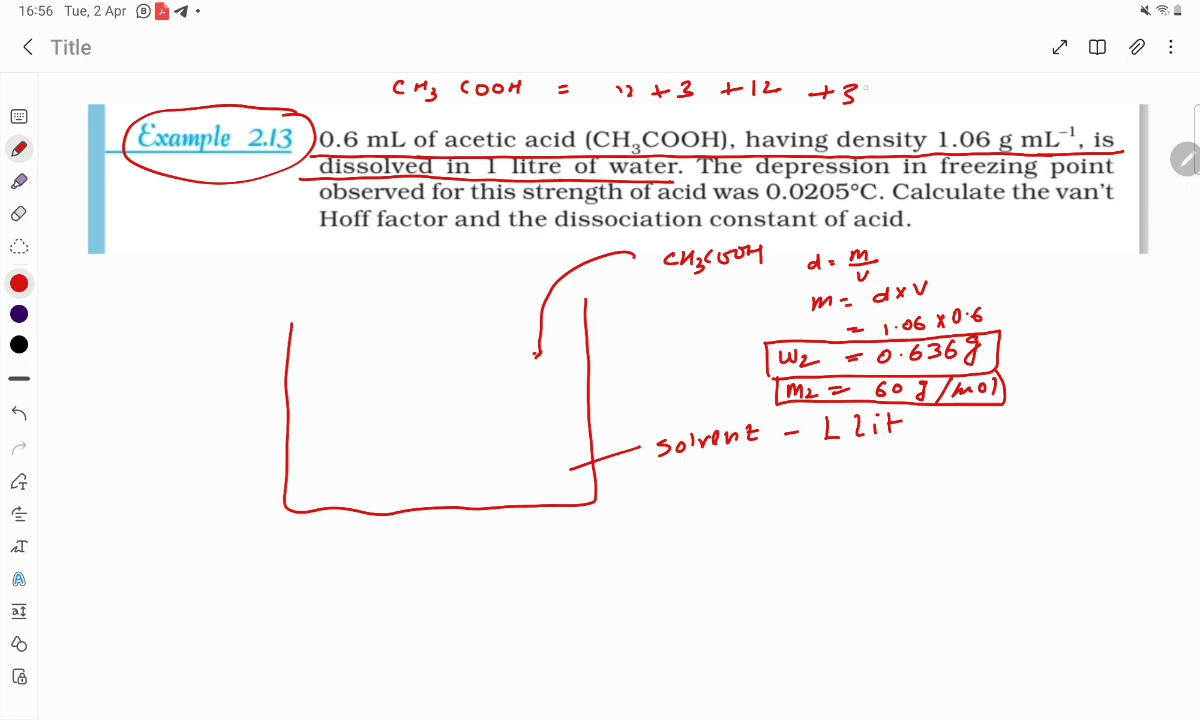 16:56 Tue, 2 Apr
Title
CH3 COOH = 12 + 3 + 12 + 3
Example 2.13 0.6 mL of acetic acid (CH₃COOH), having density 1.06 g mL⁻¹, is
dissolved in 1 litre of water. The depression in freezing point
observed for this strength of acid was 0.0205°C. Calculate the van't
Hoff factor and the dissociation constant of acid.
CH3COOH
d = m/v
m = d x v
= 1.06 x 0.6
w2 = 0.636 g
M2 = 60 g/mol
solvent - 1 lit